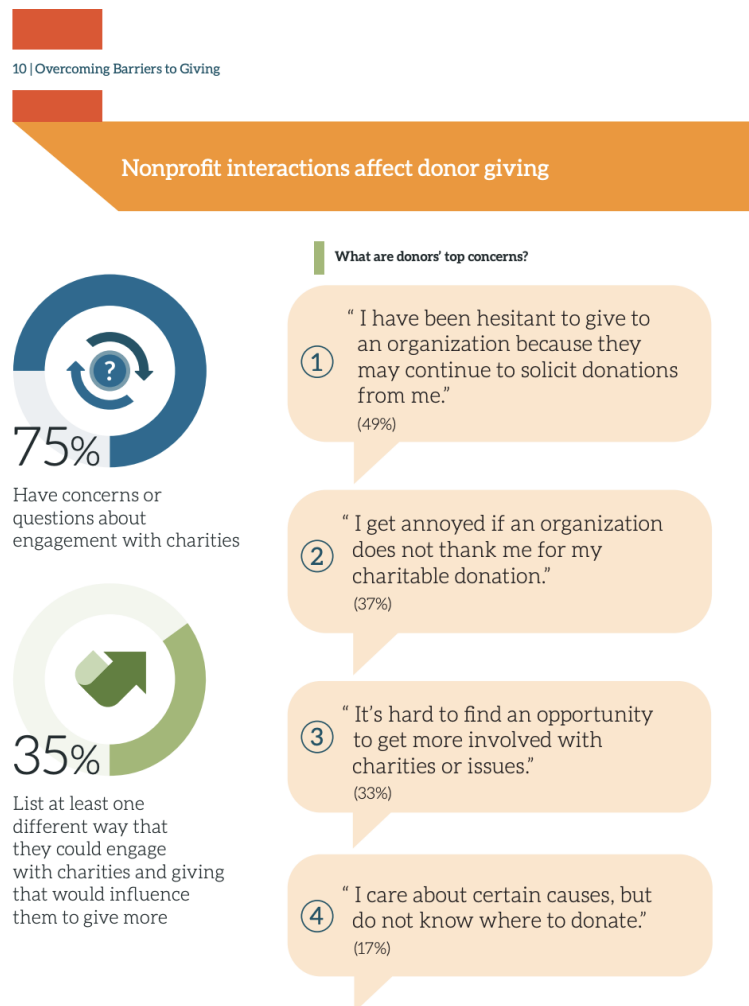 10 | Overcoming Barriers to Giving
Nonprofit interactions affect donor giving
?
75%
Have concerns or
questions about
engagement with charities
35%
List at least one
different way that
they could engage
with charities and giving
that would influence
them to give more
What are donors’ top concerns?
1
“ I have been hesitant to give to
an organization because they
may continue to solicit donations
from me.”
(49%)
2
“ I get annoyed if an organization
does not thank me for my
charitable donation.”
(37%)
3
“ It’s hard to find an opportunity
to get more involved with
charities or issues.”
(33%)
4
“ I care about certain causes, but
do not know where to donate.”
(17%)